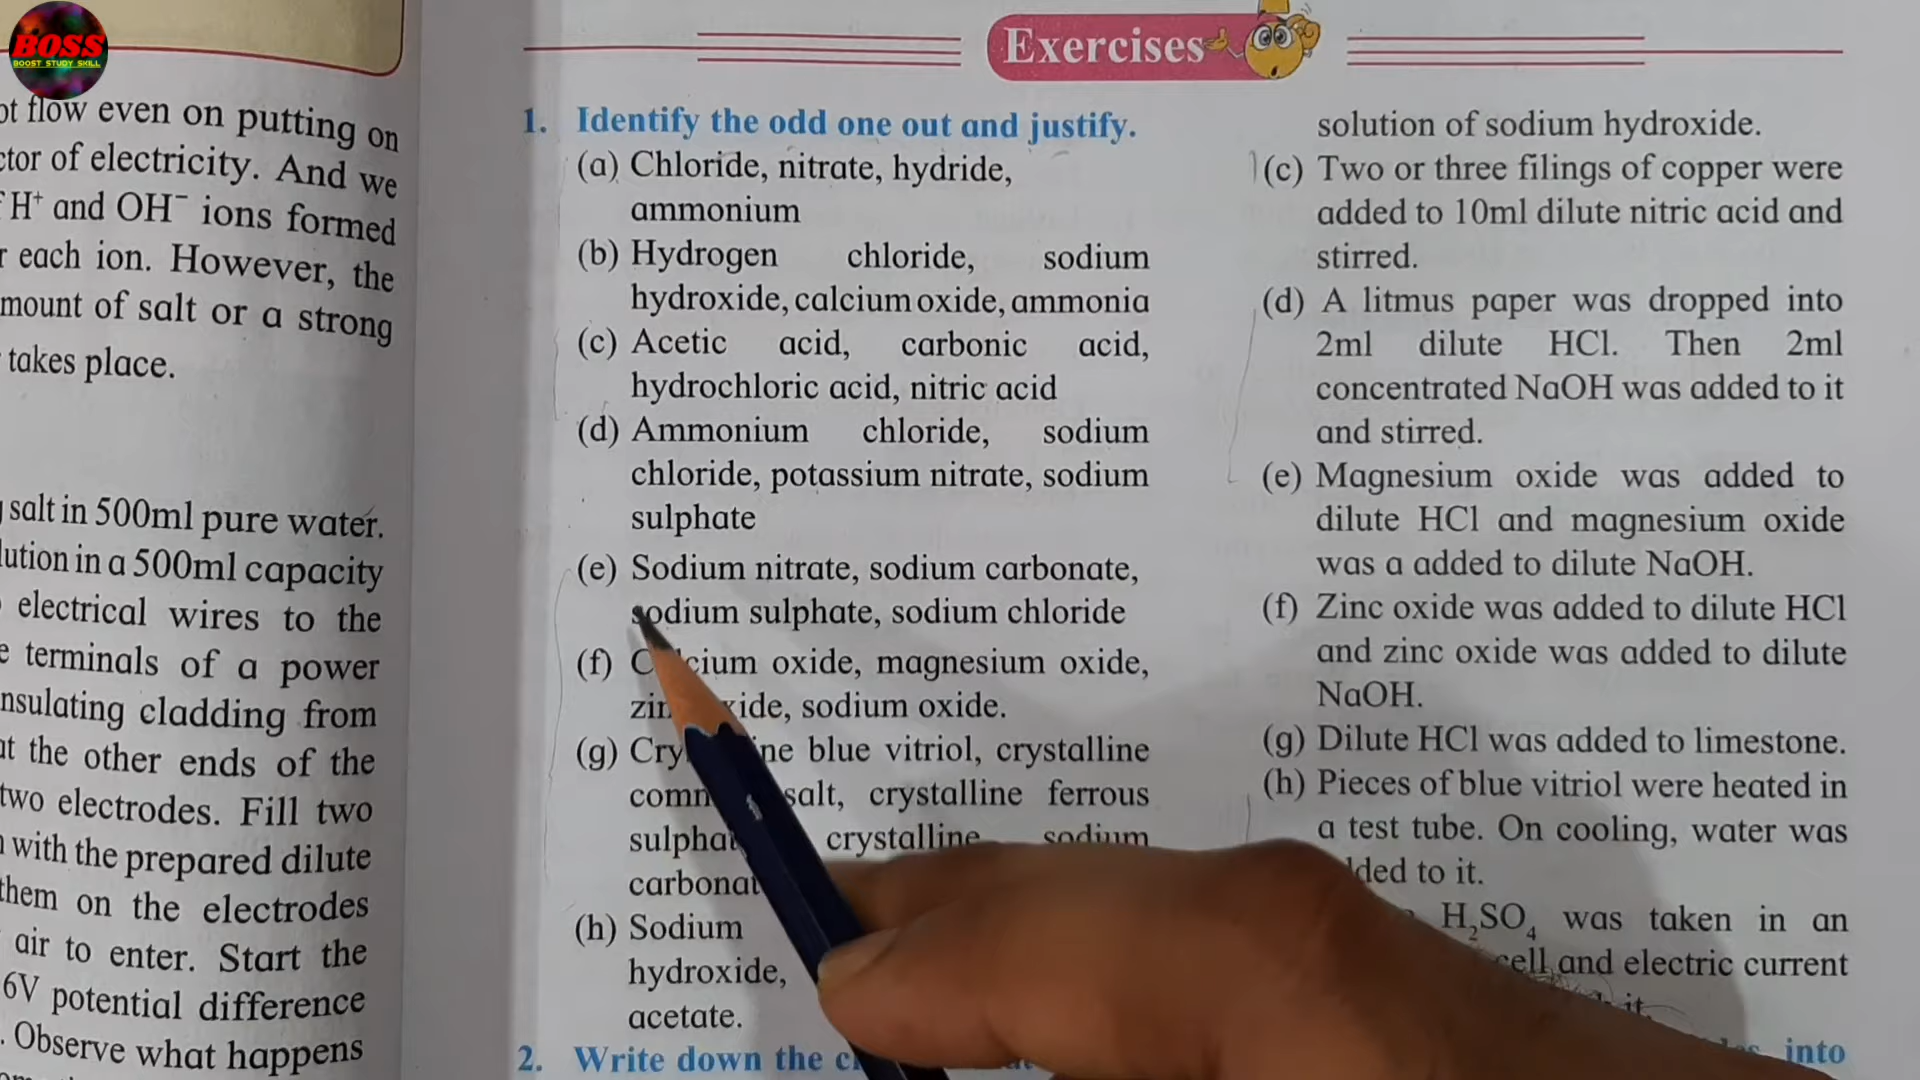 BOSS
BOOST STUDY SKILL
ot flow even on putting on
ctor of electricity. And we
H⁺ and OH⁻ ions formed
r each ion. However, the
mount of salt or a strong
takes place.
salt in 500ml pure water.
lution in a 500ml capacity
electrical wires to the
e terminals of a power
nsulating cladding from
at the other ends of the
two electrodes. Fill two
with the prepared dilute
them on the electrodes
air to enter. Start the
6V potential difference
. Observe what happens
Exercises
1. Identify the odd one out and justify.
(a) Chloride, nitrate, hydride,
ammonium
(b) Hydrogen chloride, sodium
hydroxide, calcium oxide, ammonia
(c) Acetic acid, carbonic acid,
hydrochloric acid, nitric acid
(d) Ammonium chloride, sodium
chloride, potassium nitrate, sodium
sulphate
(e) Sodium nitrate, sodium carbonate,
sodium sulphate, sodium chloride
(f) cium oxide, magnesium oxide,
zin xide, sodium oxide.
(g) Cry ne blue vitriol, crystalline
comm salt, crystalline ferrous
sulpha crystalline sodium
carbonat
(h) Sodium
hydroxide,
acetate.
2. Write down the c
solution of sodium hydroxide.
(c) Two or three filings of copper were
added to 10ml dilute nitric acid and
stirred.
(d) A litmus paper was dropped into
2ml dilute HCl. Then 2ml
concentrated NaOH was added to it
and stirred.
(e) Magnesium oxide was added to
dilute HCl and magnesium oxide
was a added to dilute NaOH.
(f) Zinc oxide was added to dilute HCl
and zinc oxide was added to dilute
NaOH.
(g) Dilute HCl was added to limestone.
(h) Pieces of blue vitriol were heated in
a test tube. On cooling, water was
ded to it.
H₂SO₄ was taken in an
cell and electric current
it.
into